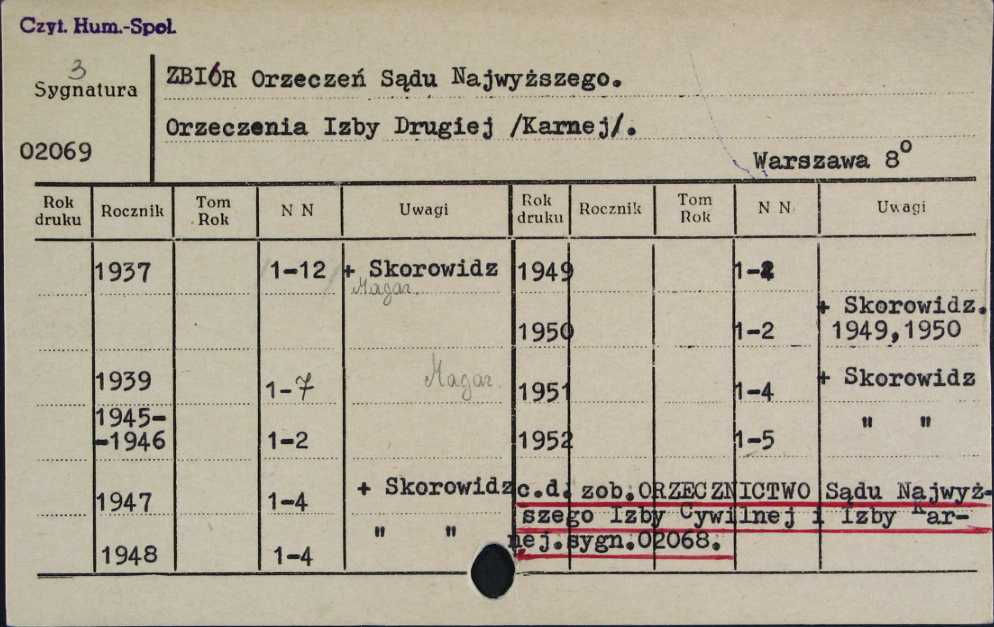 Czyt. Hum.-Społ.
3
Sygnatura
02069
ZBIÓR Orzeczeń Sądu Najwyższego.
Orzeczenia Izby Drugiej /Karnej/.
Warszawa 8°
Rok druku Rocznik Tom Rok N N Uwagi Rok druku Rocznik Tom Rok N N Uwagi
1937 1-12 + Skorowidz
Magaz.
1939 1-7 Magaz.
1945-
-1946 1-2
1947 1-4 + Skorowidz
1948 1-4 " "
1949
+ Skorowidz.
1950 1-2 1949,1950
1951 1-4 + Skorowidz
1952 1-5 " "
c.d. zob.ORZECZNICTWO Sądu Najwyż-
szego Izby Cywilnej i Izby Kar-
nej.sygn.02068.